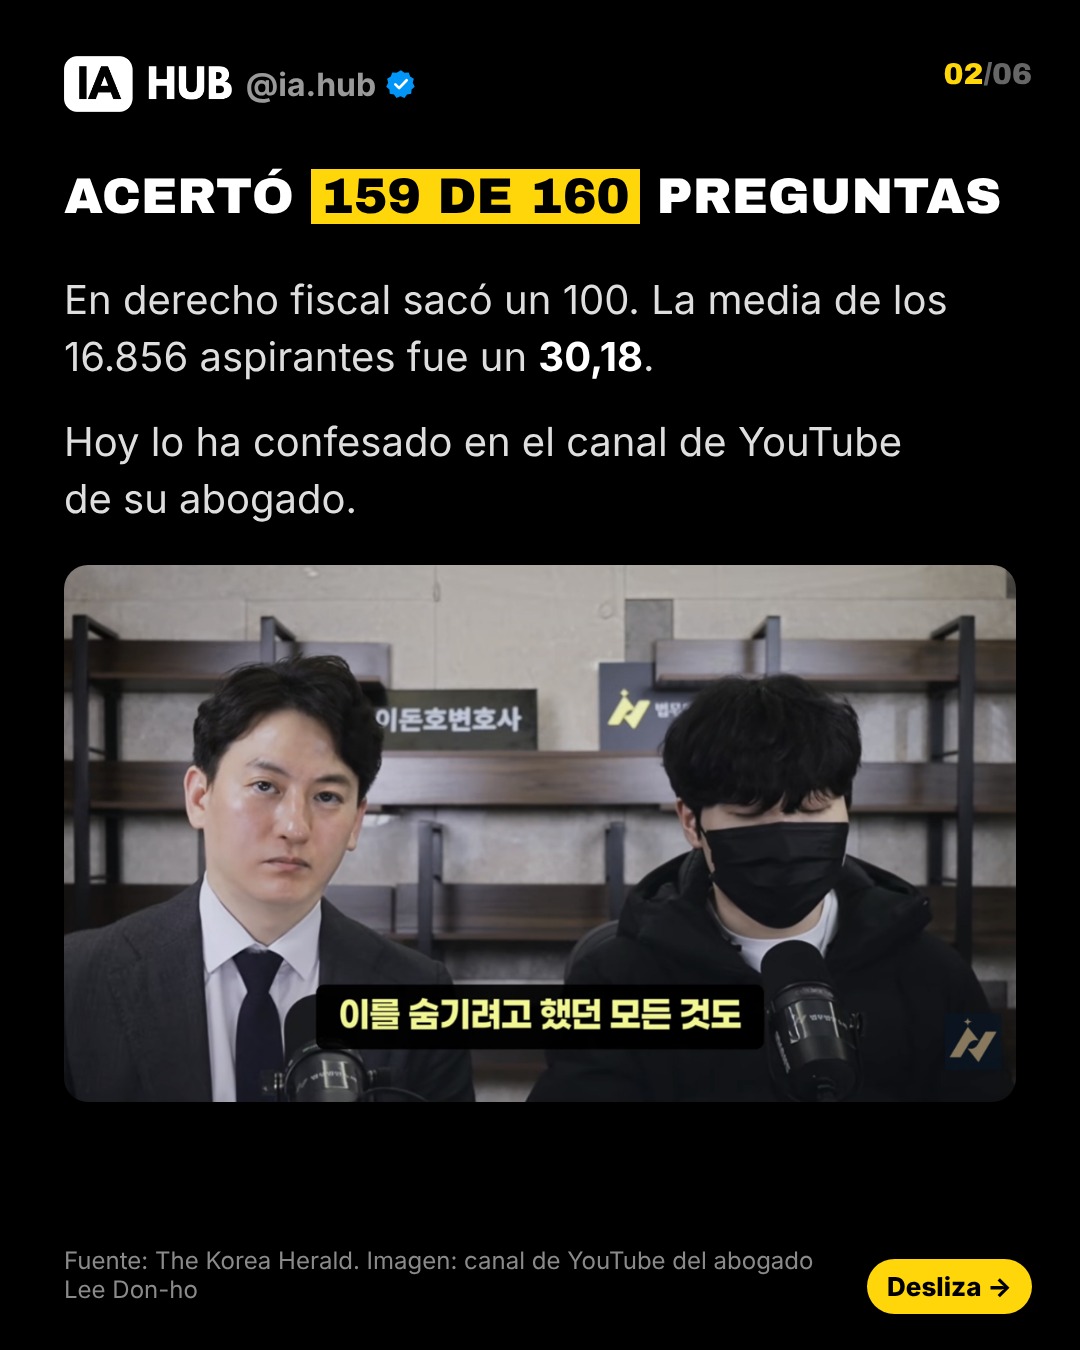 IA HUB @ia.hub
02/06
ACERTÓ 159 DE 160 PREGUNTAS
En derecho fiscal sacó un 100. La media de los
16.856 aspirantes fue un 30,18.
Hoy lo ha confesado en el canal de YouTube
de su abogado.
이돈호변호사
이를 숨기려고 했던 모든 것도
Fuente: The Korea Herald. Imagen: canal de YouTube del abogado
Lee Don-ho
Desliza →